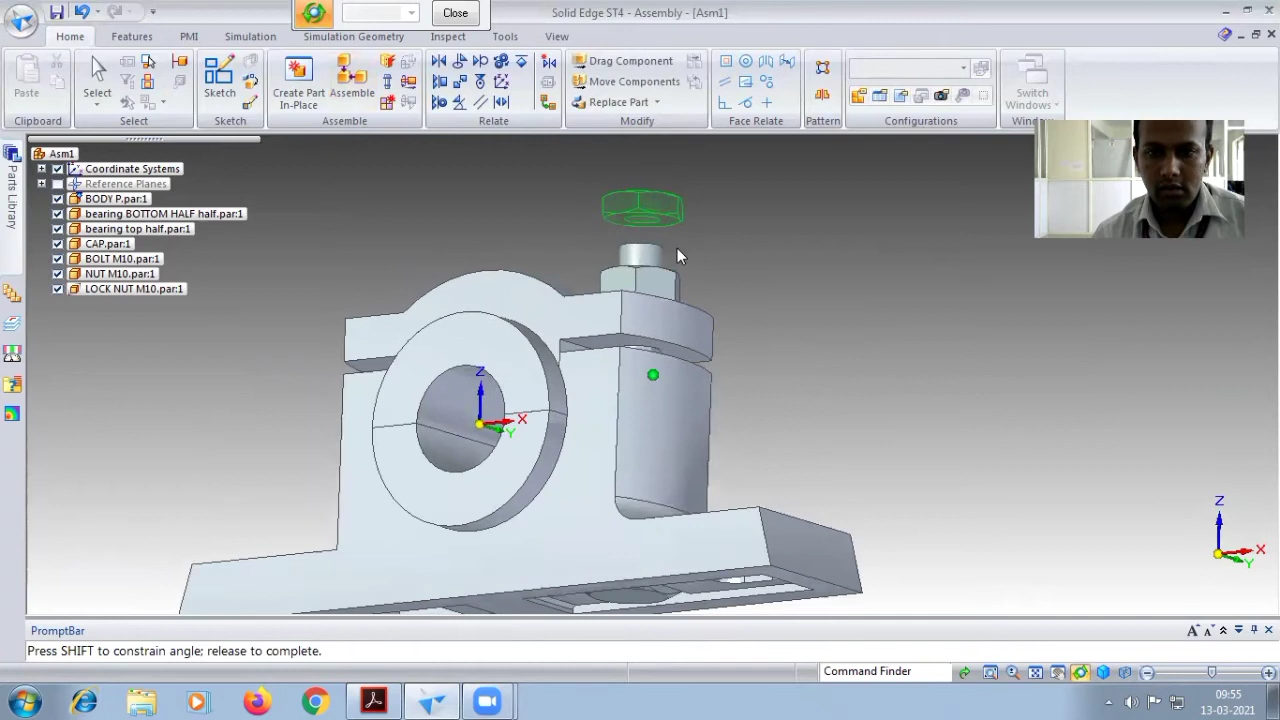 Solid Edge ST4 - Assembly - [Asm1]
Close
Home
Features
PMI
Simulation
Simulation Geometry
Inspect
Tools
View
Paste
Select
Sketch
Create Part
In-Place
Assemble
Drag Component
Move Components
Replace Part
Switch
Windows
Clipboard
Select
Sketch
Assemble
Relate
Modify
Face Relate
Pattern
Configurations
Window
Parts Library
Asm1
Coordinate Systems
Reference Planes
BODY P.par:1
bearing BOTTOM HALF half.par:1
bearing top half.par:1
CAP.par:1
BOLT M10.par:1
NUT M10.par:1
LOCK NUT M10.par:1
Z
X
Y
Z
X
Y
PromptBar
Press SHIFT to constrain angle; release to complete.
Command Finder
09:55
13-03-2021